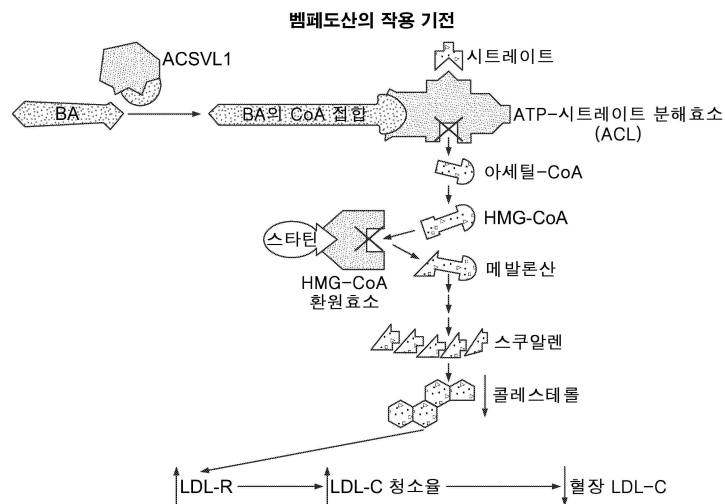 벰페도산의 작용 기전
ACSVL1
시트레이트
BA
BA의 CoA 접합
ATP-시트레이트 분해효소
(ACL)
아세틸-CoA
HMG-CoA
스타틴
HMG-CoA
환원효소
메발론산
스쿠알렌
콜레스테롤
LDL-R
LDL-C 청소율
혈장 LDL-C